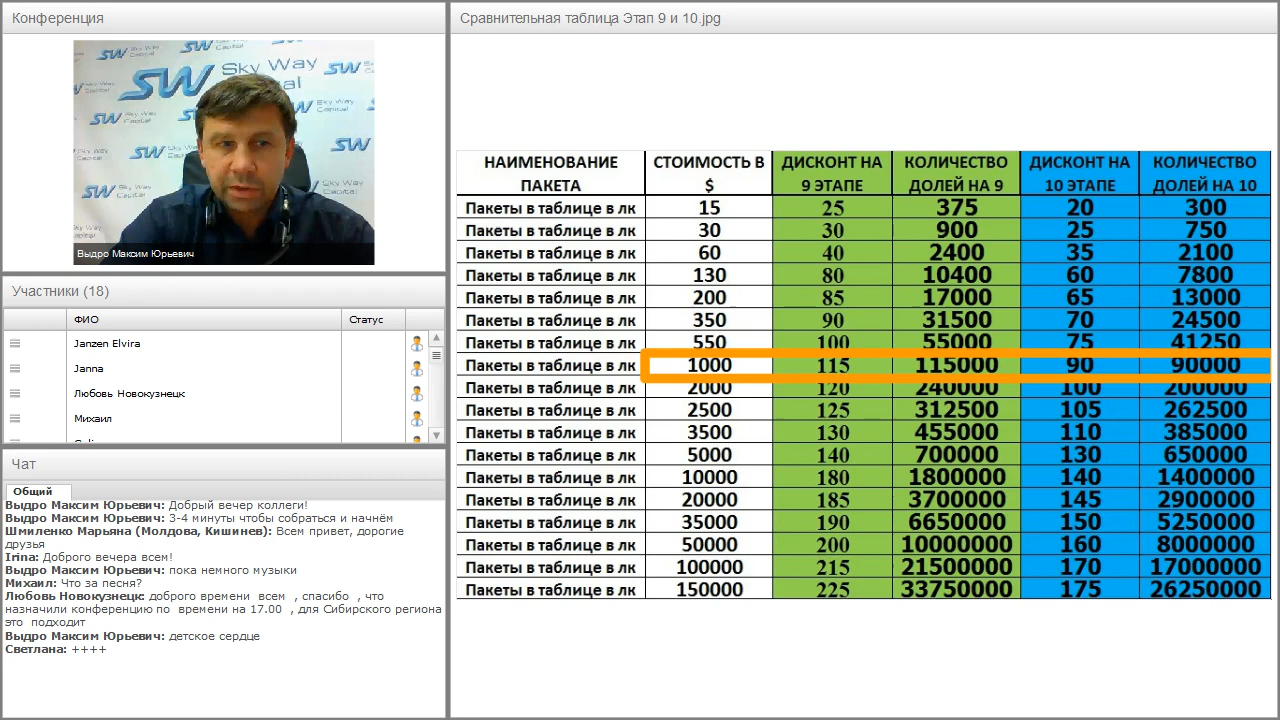 Конференция
SW
Sky Way
Capital
SW Sky Way
Capital
Выдро Максим Юрьевич
Участники (18)
ФИО Статус
Janzen Elvira
Janna
Любовь Новокузнецк
Михаил
Чат
Общий
Выдро Максим Юрьевич: Добрый вечер коллеги!
Выдро Максим Юрьевич: 3-4 минуты чтобы собраться и начнём
Шмиленко Марьяна (Молдова, Кишинев): Всем привет, дорогие
друзья
Irina: Доброго вечера всем!
Выдро Максим Юрьевич: пока немного музыки
Михаил: Что за песня?
Любовь Новокузнецк: доброго времени всем , спасибо , что
назначили конференцию по времени на 17.00 , для Сибирского региона
это подходит
Выдро Максим Юрьевич: детское сердце
Светлана: ++++
Сравнительная таблица Этап 9 и 10.jpg
НАИМЕНОВАНИЕ ПАКЕТА СТОИМОСТЬ В $ ДИСКОНТ НА 9 ЭТАПЕ КОЛИЧЕСТВО ДОЛЕЙ НА 9 ДИСКОНТ НА 10 ЭТАПЕ КОЛИЧЕСТВО ДОЛЕЙ НА 10
Пакеты в таблице в лк 15 25 375 20 300
Пакеты в таблице в лк 30 30 900 25 750
Пакеты в таблице в лк 60 40 2400 35 2100
Пакеты в таблице в лк 130 80 10400 60 7800
Пакеты в таблице в лк 200 85 17000 65 13000
Пакеты в таблице в лк 350 90 31500 70 24500
Пакеты в таблице в лк 550 100 55000 75 41250
Пакеты в таблице в лк 1000 115 115000 90 90000
Пакеты в таблице в лк 2000 120 240000 100 200000
Пакеты в таблице в лк 2500 125 312500 105 262500
Пакеты в таблице в лк 3500 130 455000 110 385000
Пакеты в таблице в лк 5000 140 700000 130 650000
Пакеты в таблице в лк 10000 180 1800000 140 1400000
Пакеты в таблице в лк 20000 185 3700000 145 2900000
Пакеты в таблице в лк 35000 190 6650000 150 5250000
Пакеты в таблице в лк 50000 200 10000000 160 8000000
Пакеты в таблице в лк 100000 215 21500000 170 17000000
Пакеты в таблице в лк 150000 225 33750000 175 26250000